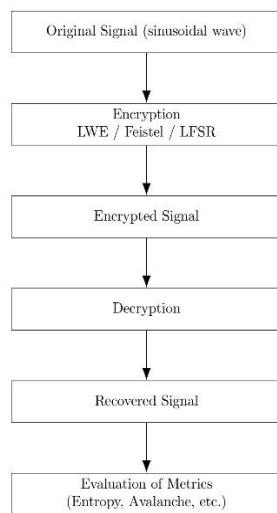 Original Signal (sinusoidal wave)
Encryption
LWE / Feistel / LFSR
Encrypted Signal
Decryption
Recovered Signal
Evaluation of Metrics
(Entropy, Avalanche, etc.)